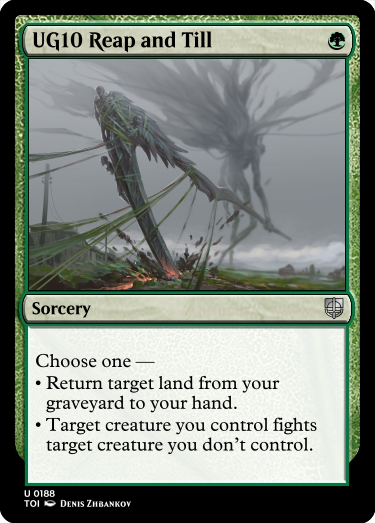 UG10 Reap and Till
Sorcery
Choose one —
• Return target land from your
graveyard to your hand.
• Target creature you control fights
target creature you don't control.
U 0188
TOI DENIS ZHBANKOV